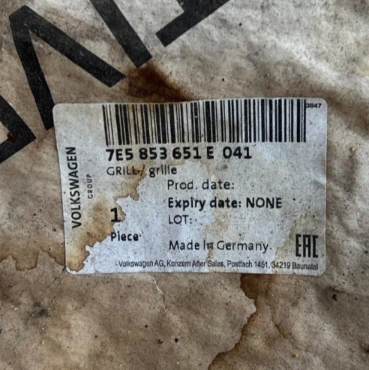 3847
VOLKSWAGEN
GROUP
7E5 853 651 E 041
GRILL / grille
Prod. date:
Expiry date: NONE
1
LOT:
Piece
Made in Germany
EAC
Volkswagen AG, Konzern After Sales, Postfach 1451, 34219 Baunatal